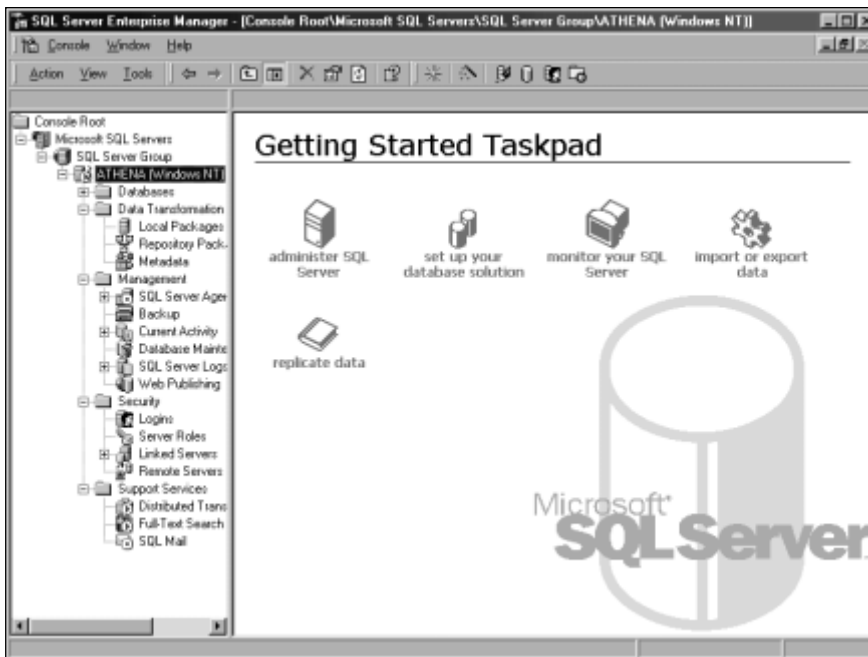 SQL Server Enterprise Manager - [Console Root\Microsoft SQL Servers\SQL Server Group\ATHENA (Windows NT)]
Console Window Help
Action View Tools
Console Root
Microsoft SQL Servers
SQL Server Group
ATHENA (Windows NT)
Databases
Data Transformation
Local Packages
Repository Pack
Metadata
Management
SQL Server Agen
Backup
Current Activity
Database Mainte
SQL Server Logs
Web Publishing
Security
Logins
Server Roles
Linked Servers
Remote Servers
Support Services
Distributed Trans
Full-Text Search
SQL Mail
Getting Started Taskpad
administer SQL
Server
set up your
database solution
monitor your SQL
Server
import or export
data
replicate data
Microsoft
SQL Server